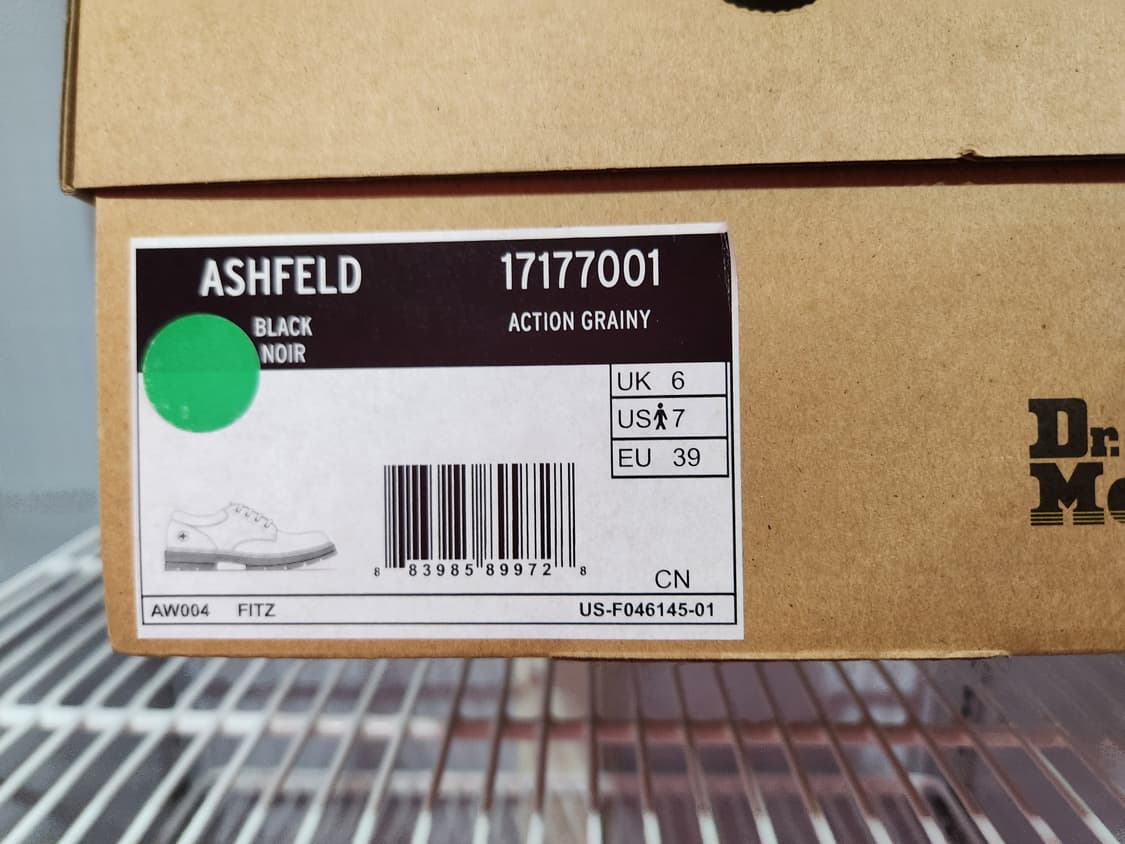 ASHFELD
17177001
BLACK
NOIR
ACTION GRAINY
UK 6
US 7
EU 39
8 83985 89972 8
CN
AW004 FITZ
US-F046145-01
Dr.